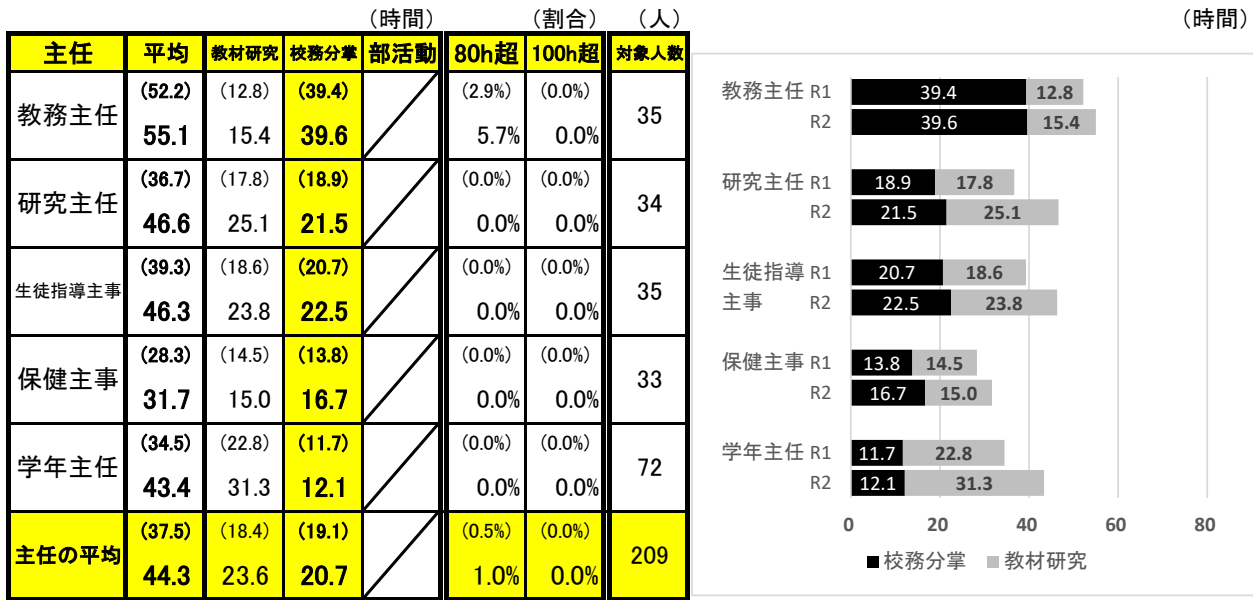 （時間） （割合） （人） （時間）
主任 平均 教材研究 校務分掌 部活動 80h超 100h超 対象人数
教務主任 (52.2) (12.8) (39.4) (2.9%) (0.0%) 35
55.1 15.4 39.6 5.7% 0.0%
研究主任 (36.7) (17.8) (18.9) (0.0%) (0.0%) 34
46.6 25.1 21.5 0.0% 0.0%
生徒指導主事 (39.3) (18.6) (20.7) (0.0%) (0.0%) 35
46.3 23.8 22.5 0.0% 0.0%
保健主事 (28.3) (14.5) (13.8) (0.0%) (0.0%) 33
31.7 15.0 16.7 0.0% 0.0%
学年主任 (34.5) (22.8) (11.7) (0.0%) (0.0%) 72
43.4 31.3 12.1 0.0% 0.0%
主任の平均 (37.5) (18.4) (19.1) (0.5%) (0.0%) 209
44.3 23.6 20.7 1.0% 0.0%
教務主任 R1 39.4 12.8
R2 39.6 15.4
研究主任 R1 18.9 17.8
R2 21.5 25.1
生徒指導 R1 20.7 18.6
主事 R2 22.5 23.8
保健主事 R1 13.8 14.5
R2 16.7 15.0
学年主任 R1 11.7 22.8
R2 12.1 31.3
0 20 40 60 80
■校務分掌 ■教材研究